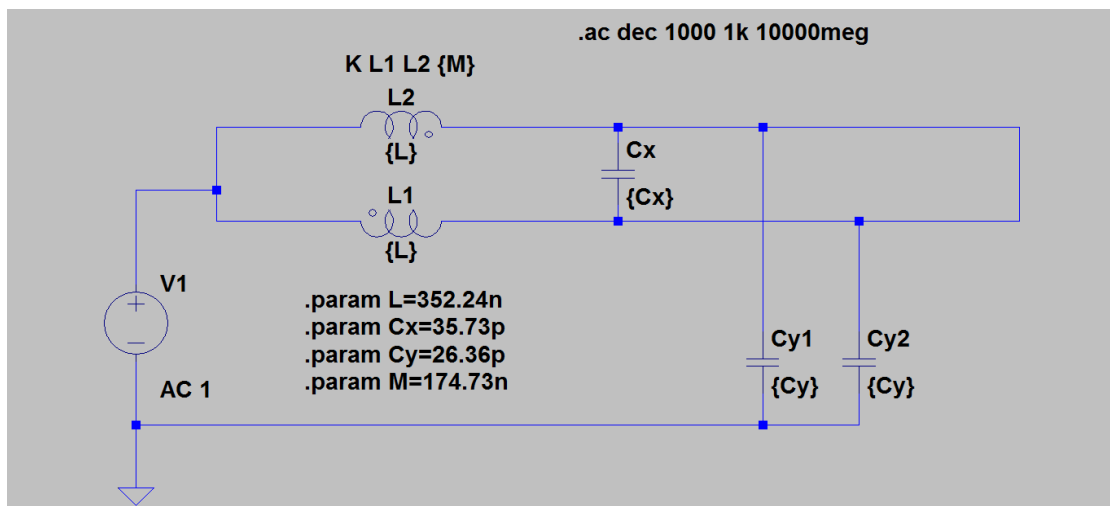 .ac dec 1000 1k 10000meg
K L1 L2 {M}
L2
{L}
Cx
{Cx}
L1
{L}
V1
AC 1
.param L=352.24n
.param Cx=35.73p
.param Cy=26.36p
.param M=174.73n
Cy1
{Cy}
Cy2
{Cy}